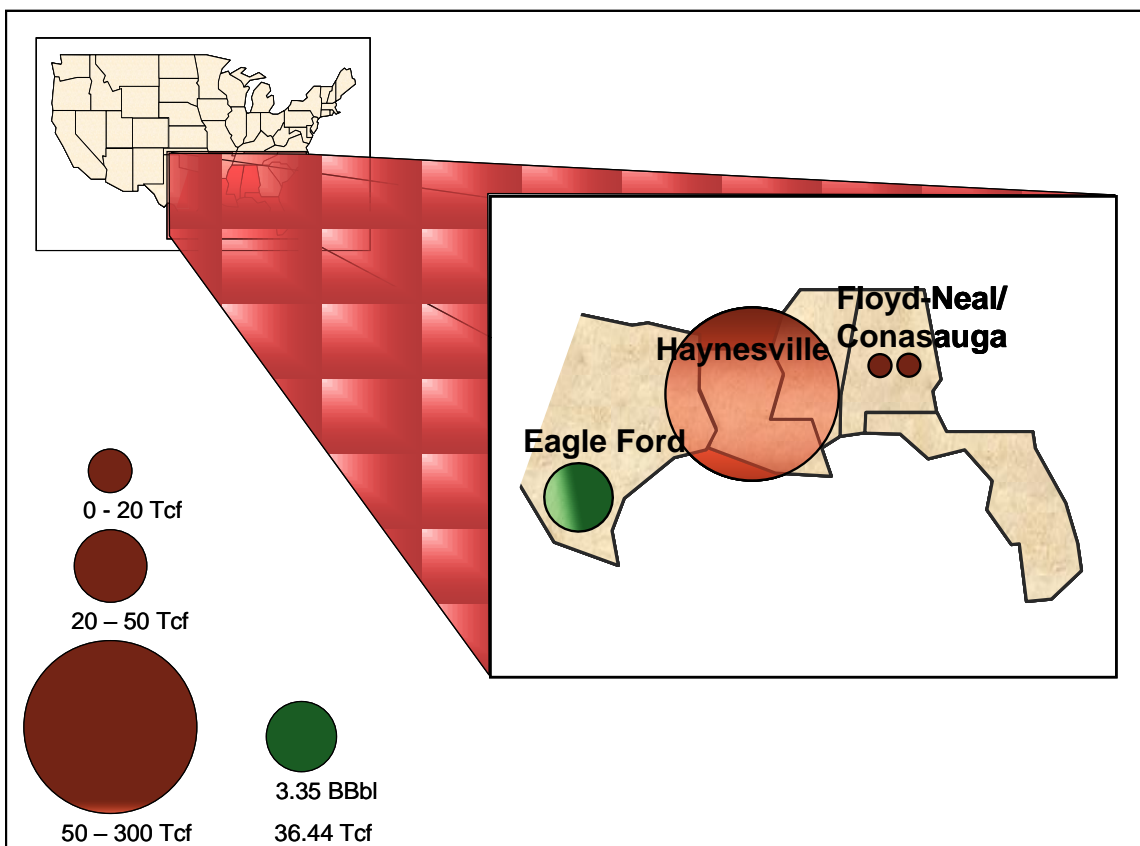 Floyd-Neal/
Conasauga
Haynesville
Eagle Ford
0 - 20 Tcf
20 – 50 Tcf
50 – 300 Tcf
3.35 BBbl
36.44 Tcf